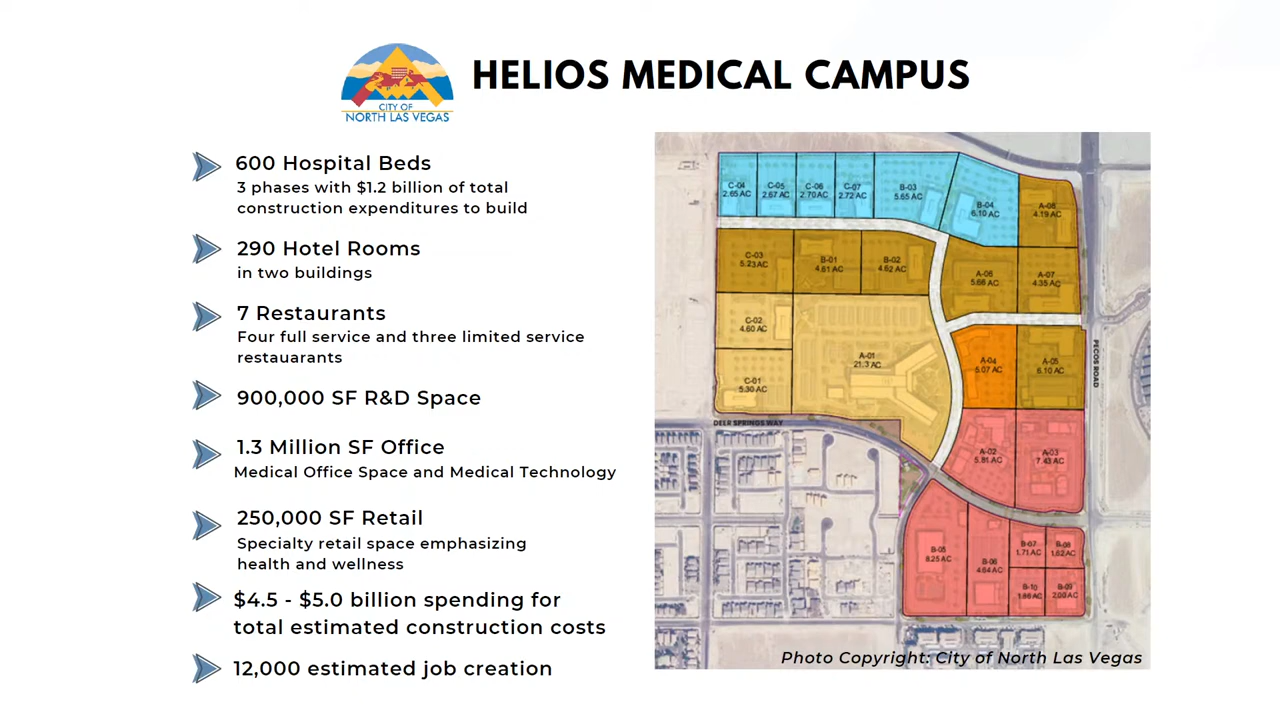 HELIOS MEDICAL CAMPUS
CITY OF
NORTH LAS VEGAS
600 Hospital Beds
3 phases with $1.2 billion of total
construction expenditures to build
290 Hotel Rooms
in two buildings
7 Restaurants
Four full service and three limited service
restauarants
900,000 SF R&D Space
1.3 Million SF Office
Medical Office Space and Medical Technology
250,000 SF Retail
Specialty retail space emphasizing
health and wellness
$4.5 - $5.0 billion spending for
total estimated construction costs
12,000 estimated job creation
C-04
2.65 AC
C-05
2.67 AC
C-06
2.70 AC
C-07
2.72 AC
B-03
5.65 AC
B-04
6.10 AC
A-08
4.19 AC
C-03
5.23 AC
B-01
4.61 AC
B-02
4.62 AC
A-06
5.66 AC
A-07
4.35 AC
C-02
4.60 AC
A-01
21.3 AC
A-04
5.07 AC
A-05
6.10 AC
C-01
5.30 AC
PECOS ROAD
DEER SPRINGS WAY
A-02
5.81 AC
A-03
7.43 AC
B-05
8.25 AC
B-06
4.64 AC
B-07
1.71 AC
B-08
1.62 AC
B-10
1.88 AC
B-09
2.00 AC
Photo Copyright: City of North Las Vegas